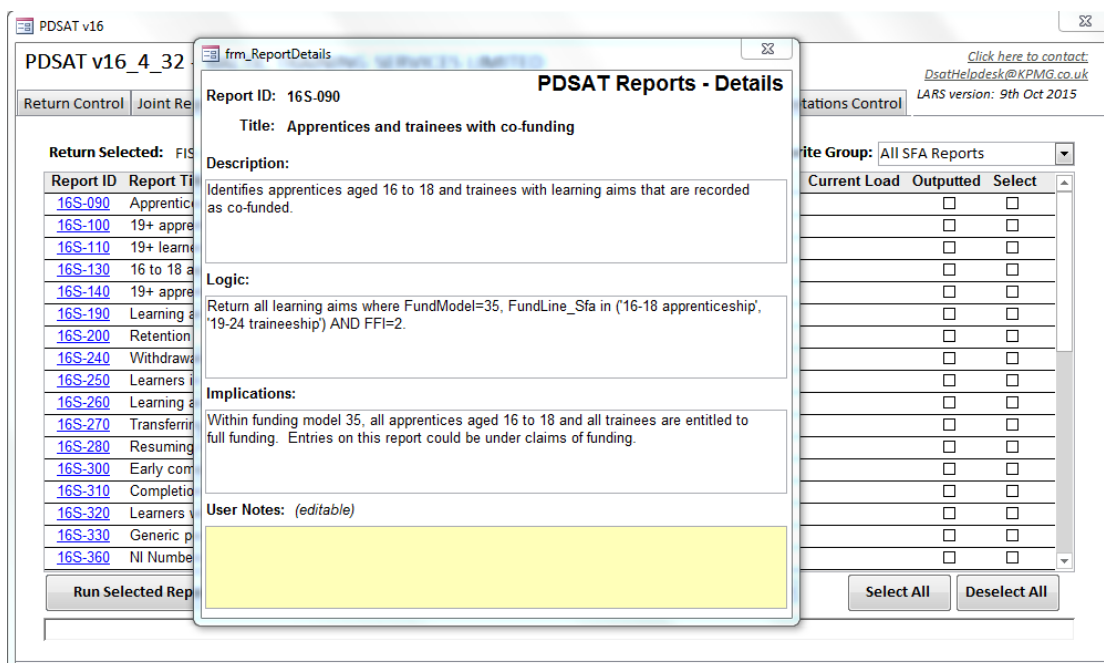 PDSAT v16
PDSAT v16_4_32 -
Click here to contact:
DsatHelpdesk@KPMG.co.uk
LARS version: 9th Oct 2015
Return Control Joint Re
tations Control
Return Selected: FIS
rite Group: All SFA Reports
Report ID Report Ti
Current Load Outputted Select
16S-090 Apprentic
16S-100 19+ appre
16S-110 19+ learne
16S-130 16 to 18 a
16S-140 19+ appre
16S-190 Learning a
16S-200 Retention
16S-240 Withdrawa
16S-250 Learners i
16S-260 Learning a
16S-270 Transferrin
16S-280 Resuming
16S-300 Early com
16S-310 Completio
16S-320 Learners w
16S-330 Generic p
16S-360 NI Numbe
Run Selected Rep
Select All Deselect All
frm_ReportDetails
PDSAT Reports - Details
Report ID: 16S-090
Title: Apprentices and trainees with co-funding
Description:
Identifies apprentices aged 16 to 18 and trainees with learning aims that are recorded
as co-funded.
Logic:
Return all learning aims where FundModel=35, FundLine_Sfa in ('16-18 apprenticeship',
'19-24 traineeship') AND FFI=2.
Implications:
Within funding model 35, all apprentices aged 16 to 18 and all trainees are entitled to
full funding.  Entries on this report could be under claims of funding.
User Notes: (editable)